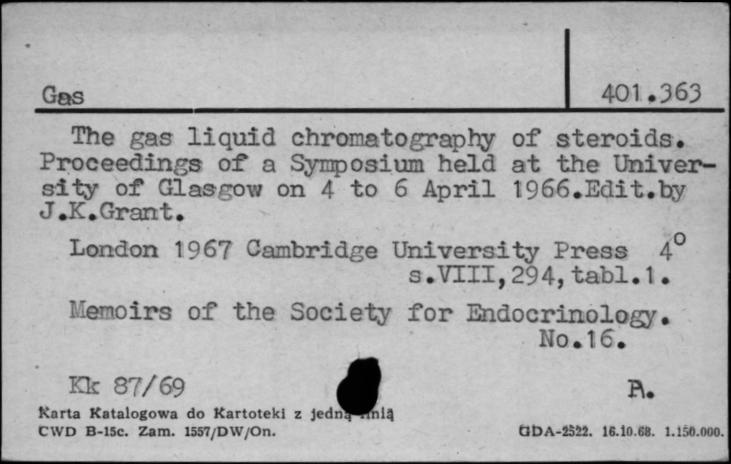 Gas 401.363
The gas liquid chromatography of steroids.
Proceedings of a Symposium held at the Univer-
sity of Glasgow on 4 to 6 April 1966.Edit.by
J.K.Grant.
London 1967 Cambridge University Press 4°
s.VIII,294,tabl.1.
Memoirs of the Society for Endocrinology.
No.16.
Kk 87/69 A.
Karta Katalogowa do Kartoteki z jedną linią
CWD B-15c. Zam. 1557/DW/On. GDA-2522. 16.10.68. 1.150.000.